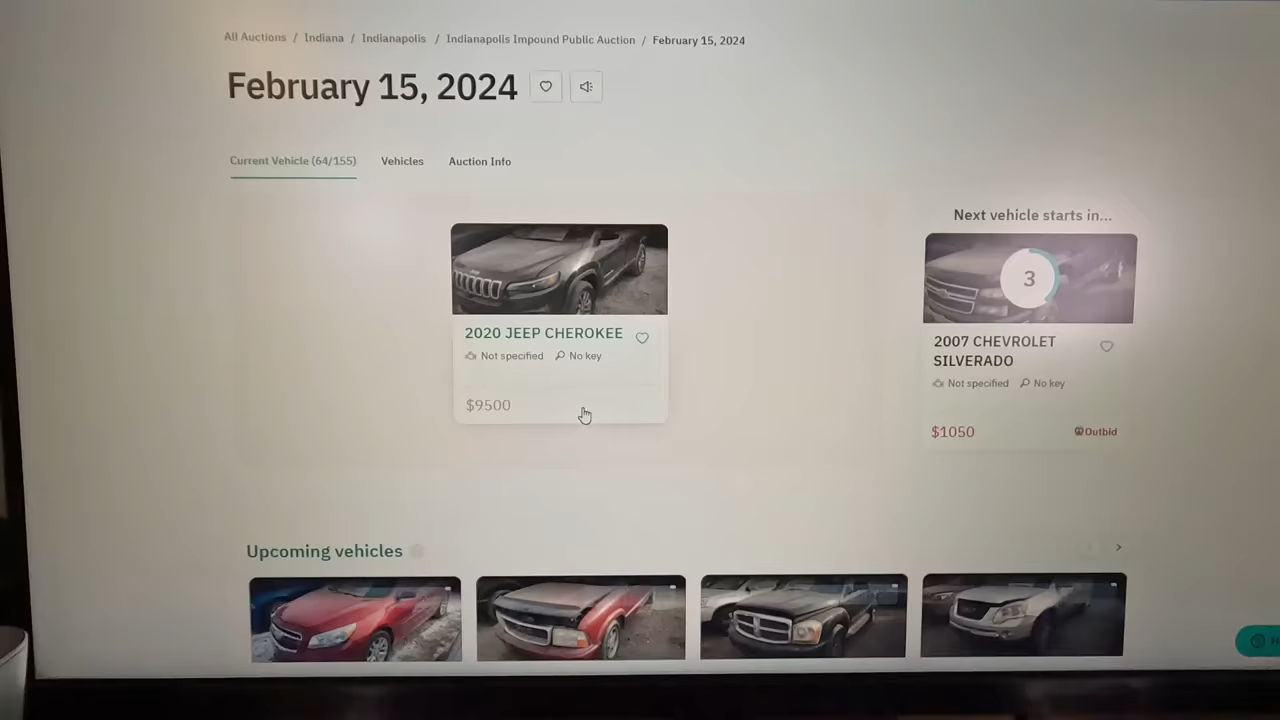 All Auctions / Indiana / Indianapolis / Indianapolis Impound Public Auction / February 15, 2024
February 15, 2024
Current Vehicle (64/155) Vehicles Auction Info
Next vehicle starts in...
3
2020 JEEP CHEROKEE
Not specified No key
$9500
2007 CHEVROLET
SILVERADO
Not specified No key
$1050 Outbid
Upcoming vehicles